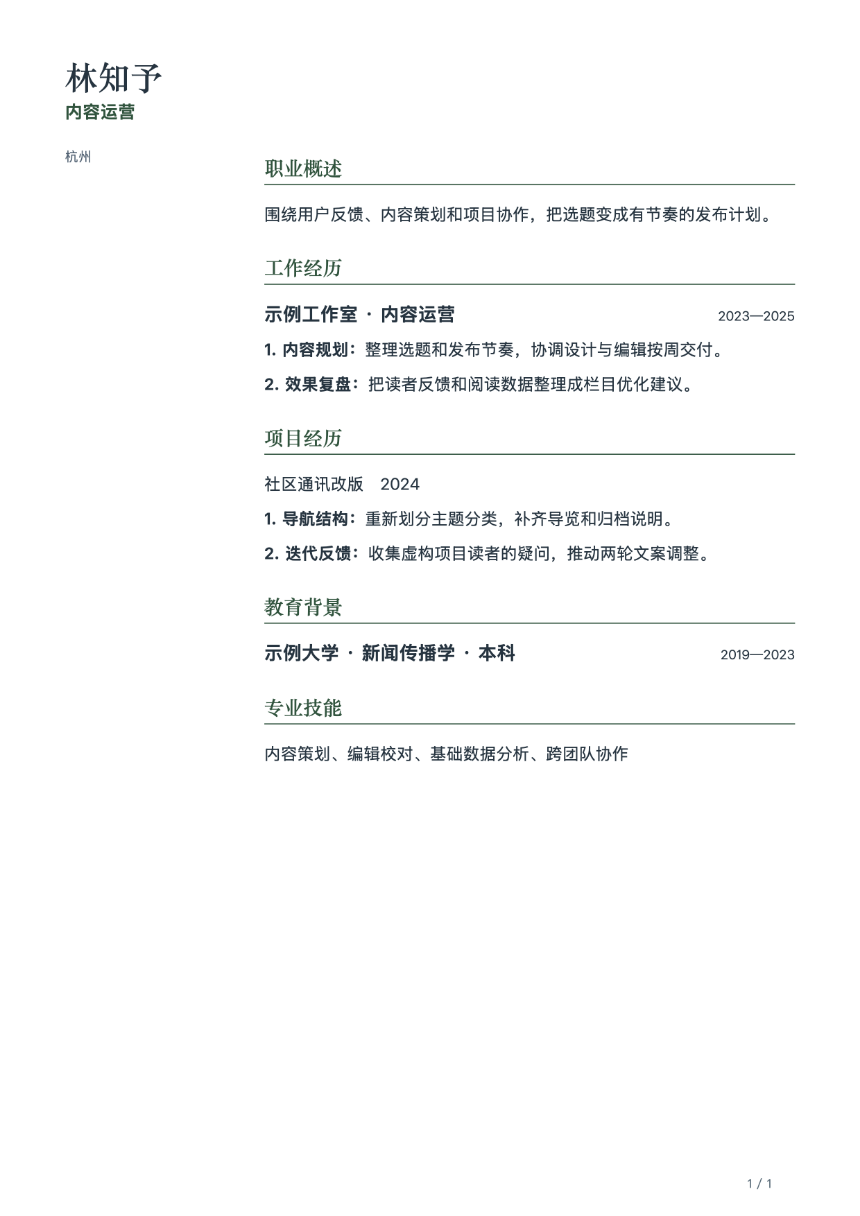 林知予
内容运营
杭州
职业概述
围绕用户反馈、内容策划和项目协作，把选题变成有节奏的发布计划。
工作经历
示例工作室 · 内容运营 2023—2025
1. 内容规划：整理选题和发布节奏，协调设计与编辑按周交付。
2. 效果复盘：把读者反馈和阅读数据整理成栏目优化建议。
项目经历
社区通讯改版 2024
1. 导航结构：重新划分主题分类，补齐导览和归档说明。
2. 迭代反馈：收集虚构项目读者的疑问，推动两轮文案调整。
教育背景
示例大学 · 新闻传播学 · 本科 2019—2023
专业技能
内容策划、编辑校对、基础数据分析、跨团队协作
1 / 1